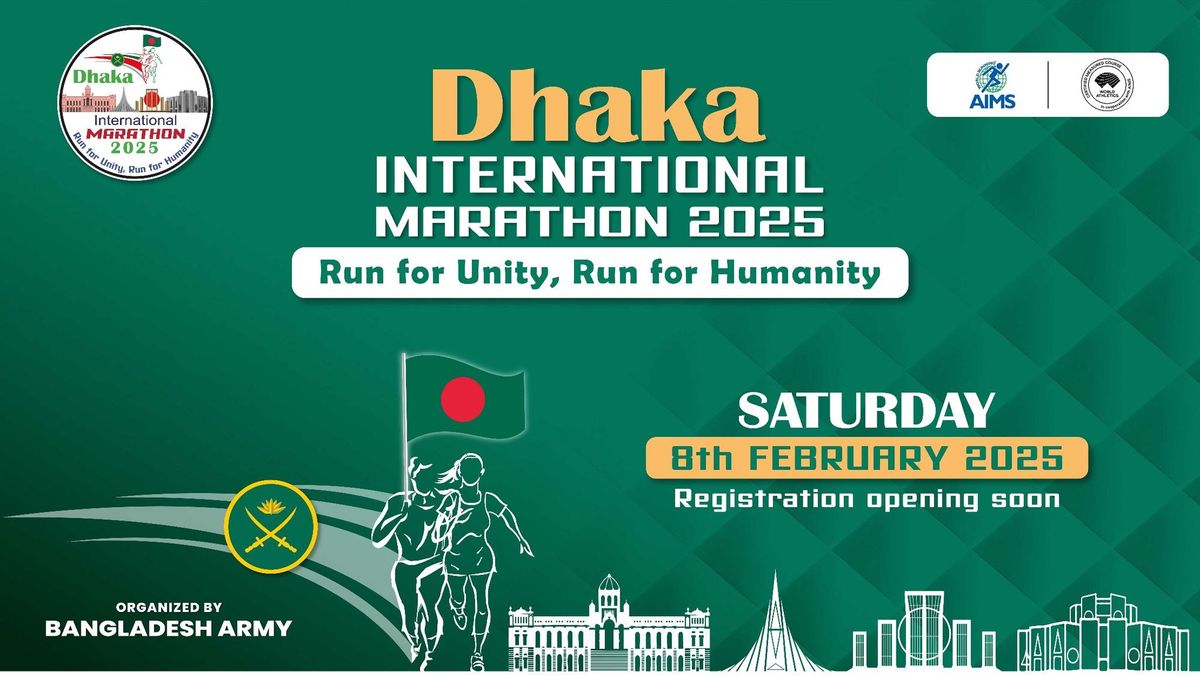 Dhaka
International
MARATHON
2025
Run for Unity, Run for Humanity
Dhaka
INTERNATIONAL
MARATHON 2025
Run for Unity, Run for Humanity
AIMS
WORLD
ATHLETICS
SATURDAY
8th FEBRUARY 2025
Registration opening soon
ORGANIZED BY
BANGLADESH ARMY